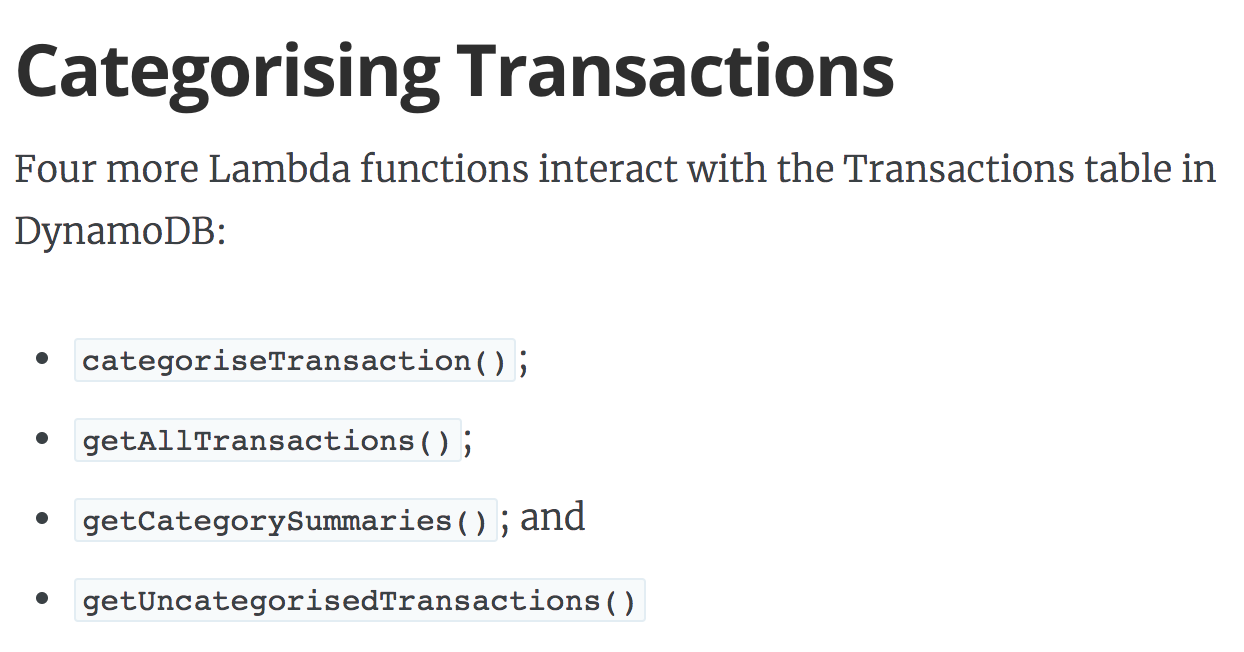 Categorising Transactions
Four more Lambda functions interact with the Transactions table in
DynamoDB:
• categoriseTransaction();
• getAllTransactions();
• getCategorySummaries(); and
• getUncategorisedTransactions()